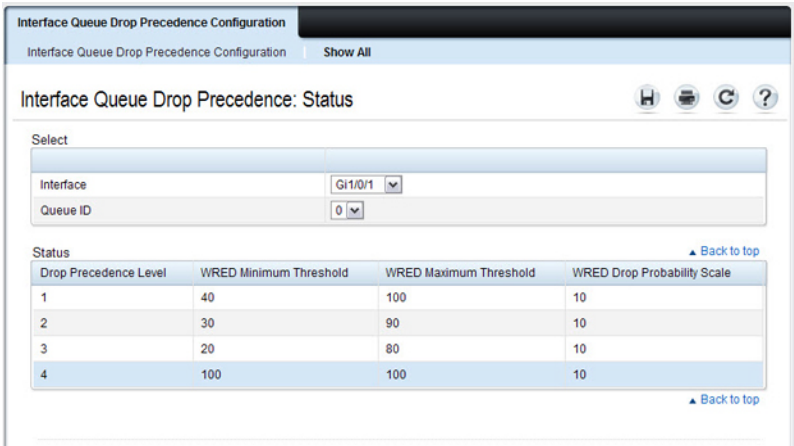 Interface Queue Drop Precedence Configuration
Interface Queue Drop Precedence Configuration Show All
Interface Queue Drop Precedence: Status
Select
Interface Gi1/0/1
Queue ID 0
Status Back to top
Drop Precedence Level WRED Minimum Threshold WRED Maximum Threshold WRED Drop Probability Scale
1 40 100 10
2 30 90 10
3 20 80 10
4 100 100 10
Back to top